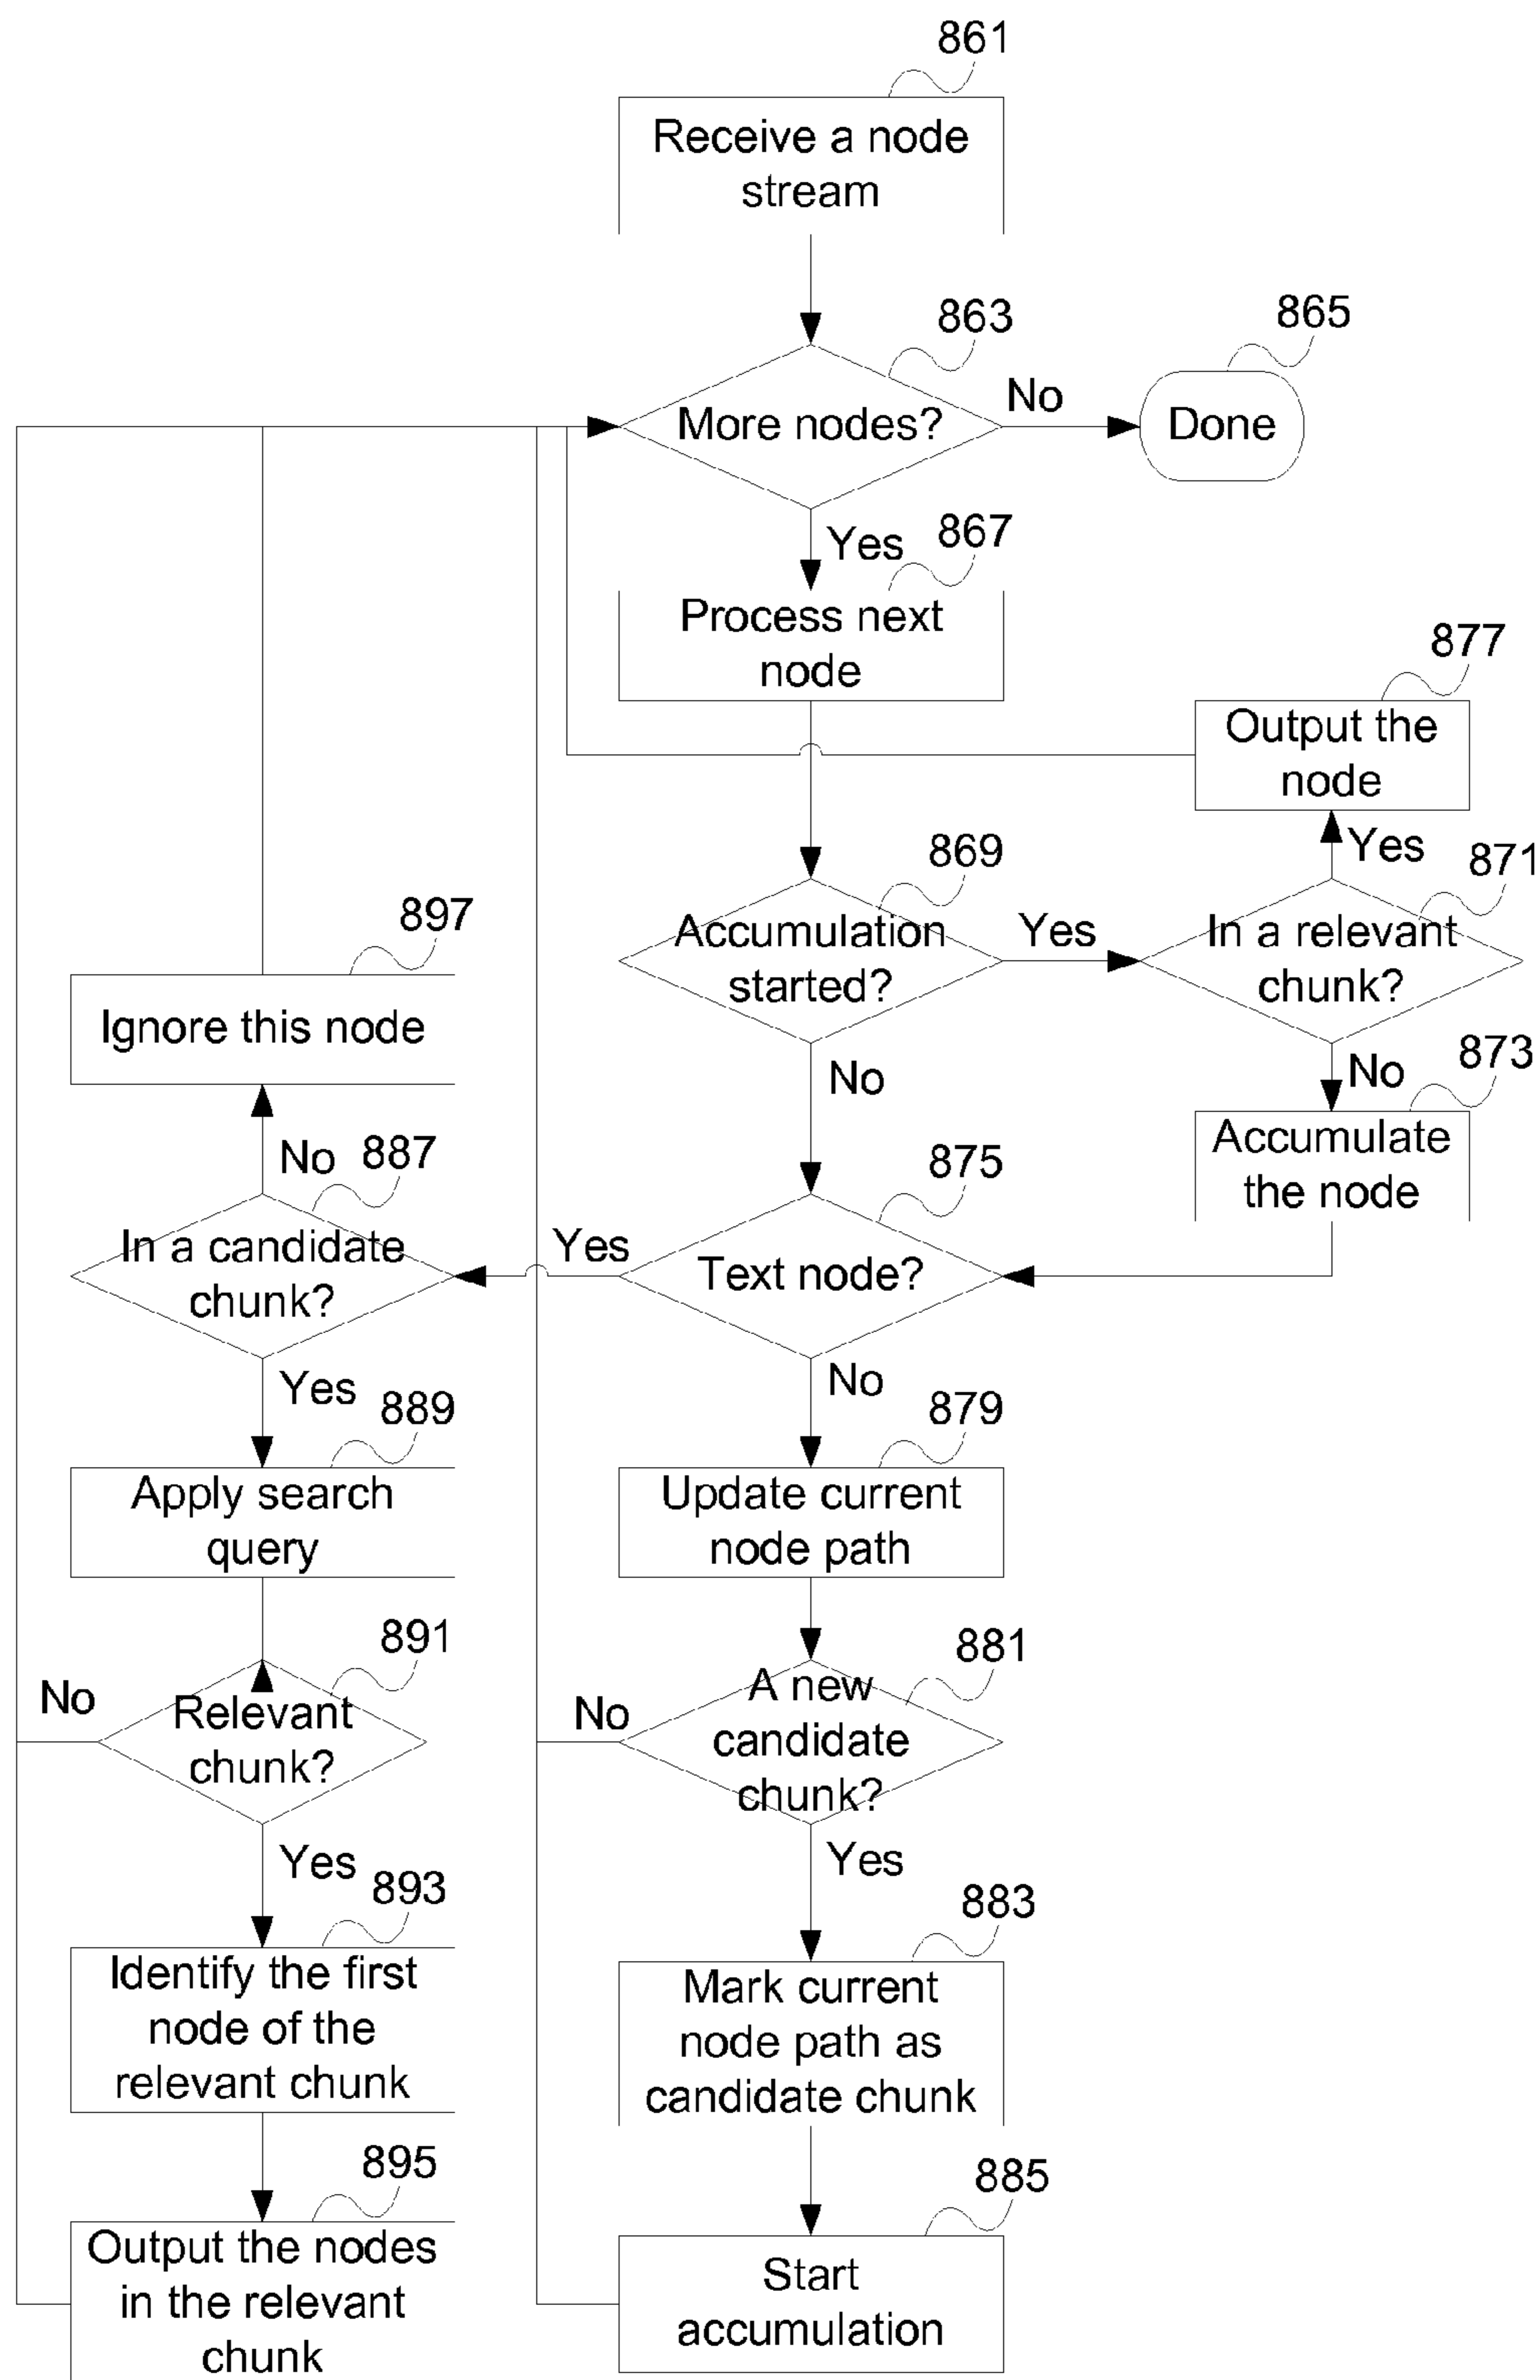 861
Receive a node
stream
863
865
More nodes?
No
Done
Yes
867
Process next
node
877
Output the
node
Yes
869
871
Accumulation
started?
Yes
In a relevant
chunk?
897
Ignore this node
No
No
873
Accumulate
the node
No
887
875
In a candidate
chunk?
Yes
Text node?
Yes
889
No
879
Apply search
query
Update current
node path
891
881
No
Relevant
chunk?
No
A new
candidate
chunk?
Yes
893
Yes
883
Identify the first
node of the
relevant chunk
Mark current
node path as
candidate chunk
895
885
Output the nodes
in the relevant
chunk
Start
accumulation